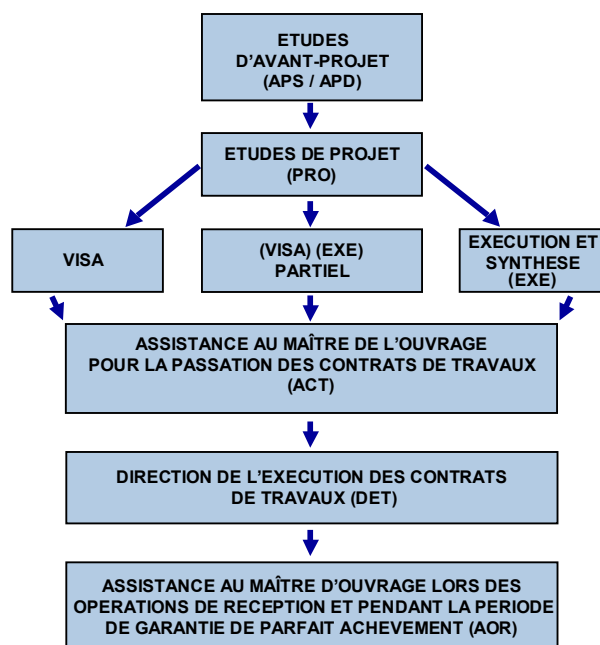 ETUDES
D'AVANT-PROJET
(APS / APD)
ETUDES DE PROJET
(PRO)
VISA
(VISA) (EXE)
PARTIEL
EXECUTION ET
SYNTHESE
(EXE)
ASSISTANCE AU MAÎTRE DE L'OUVRAGE
POUR LA PASSATION DES CONTRATS DE TRAVAUX
(ACT)
DIRECTION DE L'EXECUTION DES CONTRATS
DE TRAVAUX (DET)
ASSISTANCE AU MAÎTRE D'OUVRAGE LORS DES
OPERATIONS DE RECEPTION ET PENDANT LA PERIODE
DE GARANTIE DE PARFAIT ACHEVEMENT (AOR)